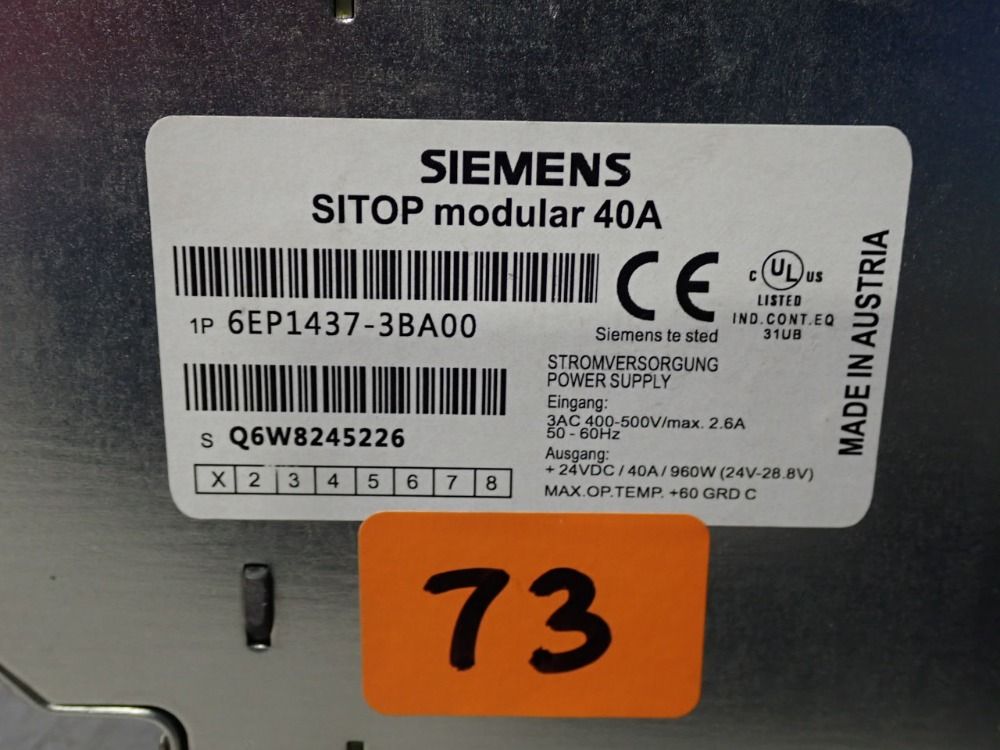 SIEMENS
SITOP modular 40A
1P 6EP1437-3BA00
CE
Siemens te sted
C UL US
LISTED
IND.CONT.EQ
31UB
S Q6W8245226
X 2 3 4 5 6 7 8
STROMVERSORGUNG
POWER SUPPLY
Eingang:
3AC 400-500V/max. 2.6A
50 - 60Hz
Ausgang:
+ 24VDC / 40A / 960W (24V-28.8V)
MAX.OP.TEMP. +60 GRD C
MADE IN AUSTRIA
73